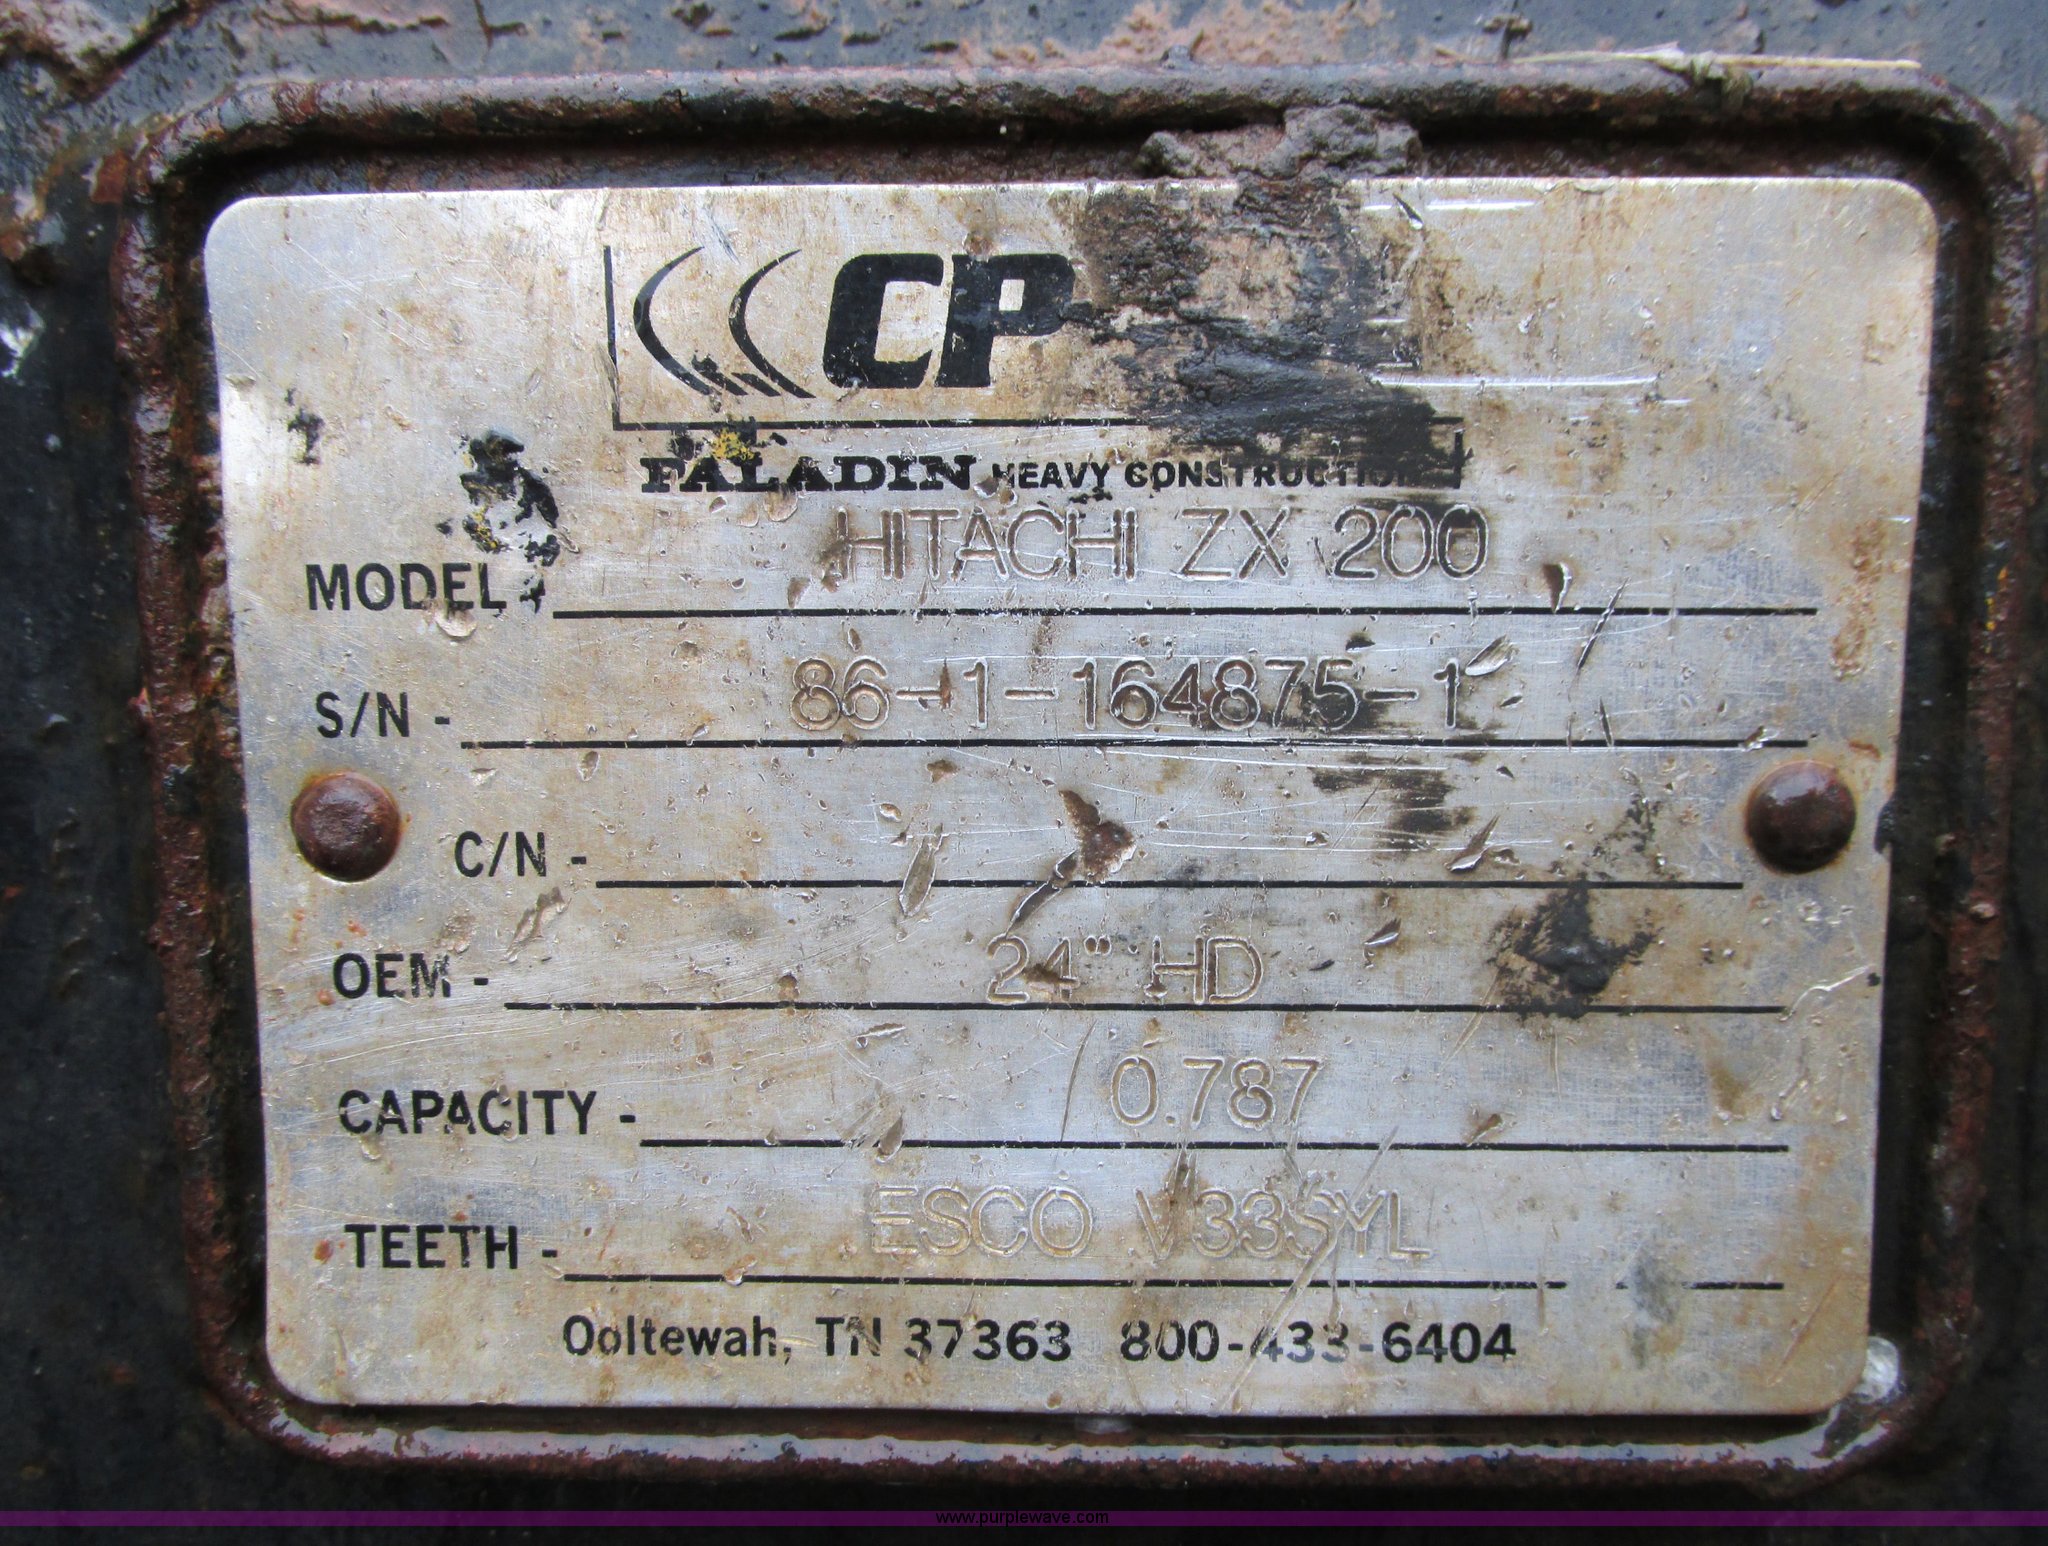 CP
PALADIN HEAVY CONSTRUCTION
HITACHI ZX 200
MODEL -
86-1-164875-1
S/N -
C/N -
24" HD
OEM -
0.787
CAPACITY -
ESCO V33SYL
TEETH -
Ooltewah, TN 37363 800-433-6404
www.purplewave.com